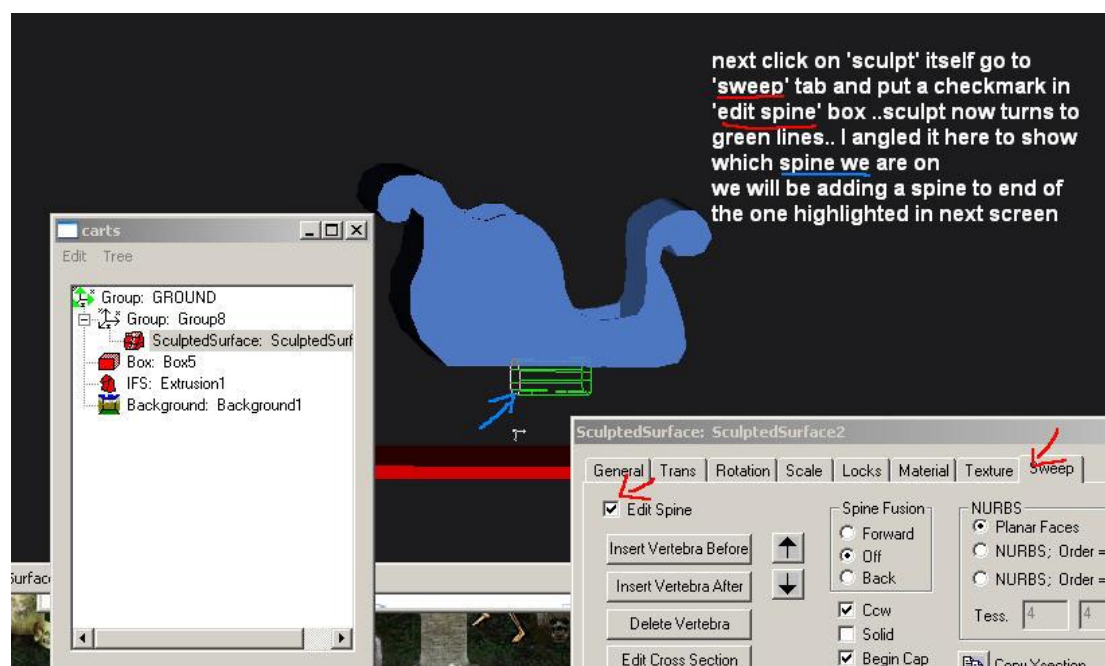 next click on 'sculpt' itself go to
'sweep' tab and put a checkmark in
'edit spine' box ..sculpt now turns to
green lines.. I angled it here to show
which spine we are on
we will be adding a spine to end of
the one highlighted in next screen
carts
Edit Tree
Group: GROUND
Group: Group8
SculptedSurface: SculptedSurf
Box: Box5
IFS: Extrusion1
Background: Background1
SculptedSurface: SculptedSurface2
General Trans Rotation Scale Locks Material Texture Sweep
Edit Spine
Insert Vertebra Before
Insert Vertebra After
Delete Vertebra
Edit Cross Section
Spine Fusion
Forward
Off
Back
Ccw
Solid
Begin Cap
NURBS
Planar Faces
NURBS; Order =
NURBS; Order =
Tess. 4 4
Copy Xsection